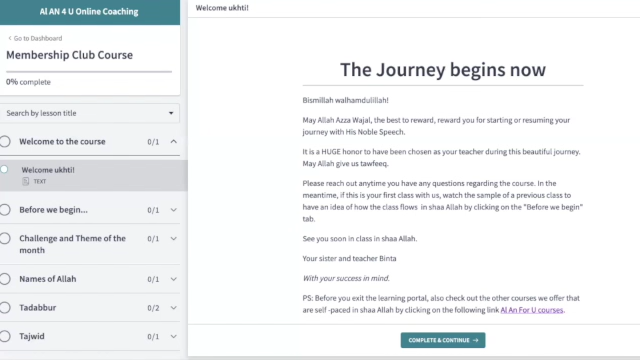 Al AN 4 U Online Coaching
< Go to Dashboard
Membership Club Course
0% complete
Search by lesson title
Welcome to the course 0/1
Welcome ukhti!
TEXT
Before we begin... 0/1
Challenge and Theme of the
month 0/1
Names of Allah 0/1
Tadabbur 0/2
Tajwid 0/1
Welcome ukhti!
The Journey begins now
Bismillah walhamdulillah!
May Allah Azza Wajal, the best to reward, reward you for starting or resuming your
journey with His Noble Speech.
It is a HUGE honor to have been chosen as your teacher during this beautiful journey.
May Allah give us tawfeeq.
Please reach out anytime you have any questions regarding the course. In the
meantime, if this is your first class with us, watch the sample of a previous class to
have an idea of how the class flows in shaa Allah by clicking on the "Before we begin"
tab.
See you soon in class in shaa Allah.
Your sister and teacher Binta
With your success in mind.
PS: Before you exit the learning portal, also check out the other courses we offer that
are self -paced in shaa Allah by clicking on the following link Al An For U courses.
COMPLETE & CONTINUE →